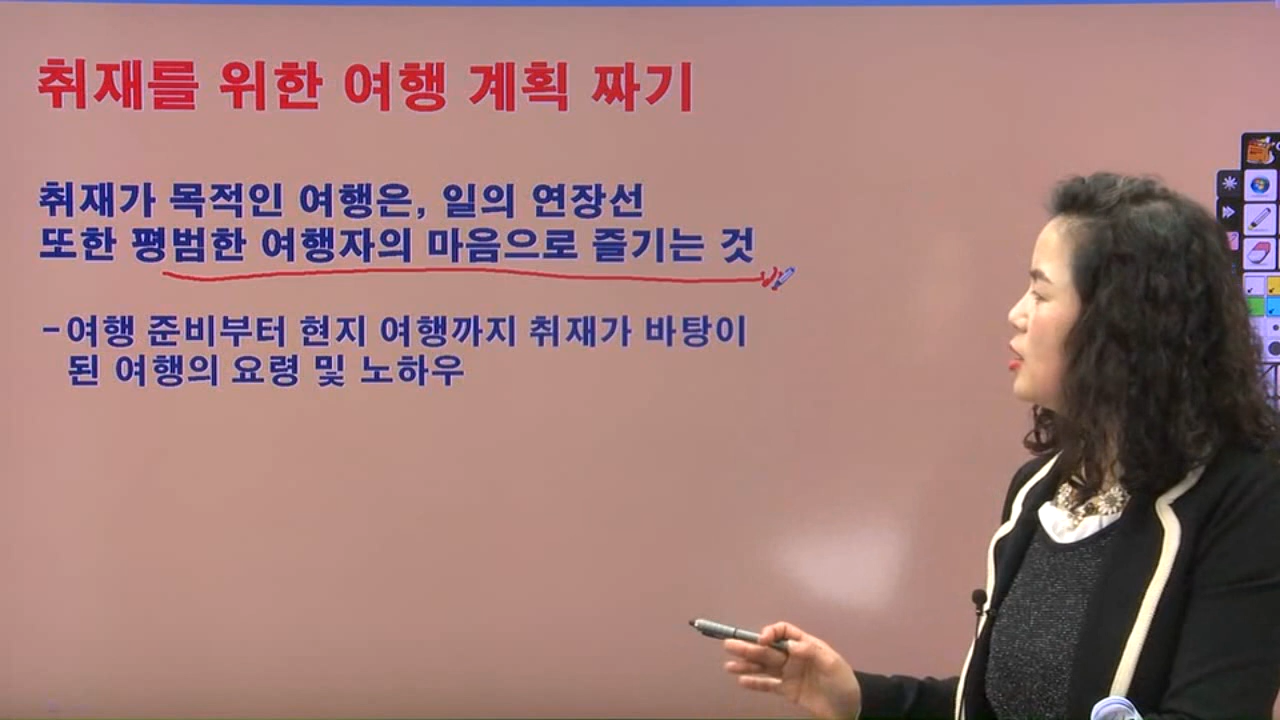 취재를 위한 여행 계획 짜기
취재가 목적인 여행은, 일의 연장선
또한 평범한 여행자의 마음으로 즐기는 것
-여행 준비부터 현지 여행까지 취재가 바탕이
된 여행의 요령 및 노하우